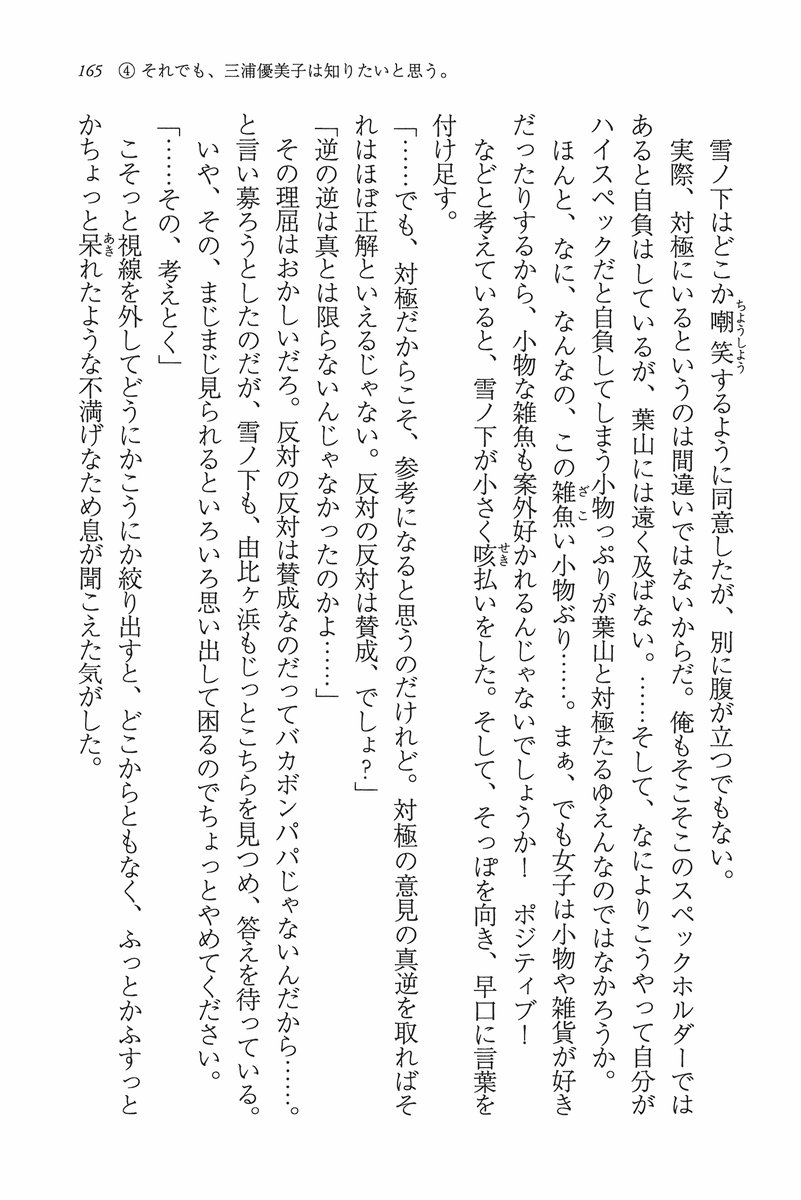 165 ④ それでも、三浦優美子は知りたいと思う。
雪ノ下はどこか嘲笑するように同意したが、別に腹が立つでもない。
実際、対極にいるというのは間違いではないからだ。俺もそこそこのスペックホルダーでは
あると自負はしているが、葉山には遠く及ばない。……そして、なによりこうやって自分が
ハイスペックだと自負してしまう小物っぷりが葉山と対極たるゆえんなのではなかろうか。
ほんと、なに、なんなの、この雑魚い小物ぶり……。まぁ、でも女子は小物や雑貨が好き
だったりするから、小物な雑魚も案外好かれるんじゃないでしょうか！　ポジティブ！
などと考えていると、雪ノ下が小さく咳払いをした。そして、そっぽを向き、早口に言葉を
付け足す。
「……でも、対極だからこそ、参考になると思うのだけれど。対極の意見の真逆を取ればそ
れはほぼ正解といえるじゃない。反対の反対は賛成、でしょ？」
「逆の逆は真とは限らないんじゃなかったのかよ……」
その理屈はおかしいだろ。反対の反対は賛成なのだってバカボンパパじゃないんだから……。
と言い募ろうとしたのだが、雪ノ下も、由比ヶ浜もじっとこちらを見つめ、答えを待っている。
いや、その、まじまじ見られるといろいろ思い出して困るのでちょっとやめてください。
「……その、考えとく」
こそっと視線を外してどうにかこうにか絞り出すと、どこからともなく、ふっとかふすっと
かちょっと呆れたような不満げなため息が聞こえた気がした。